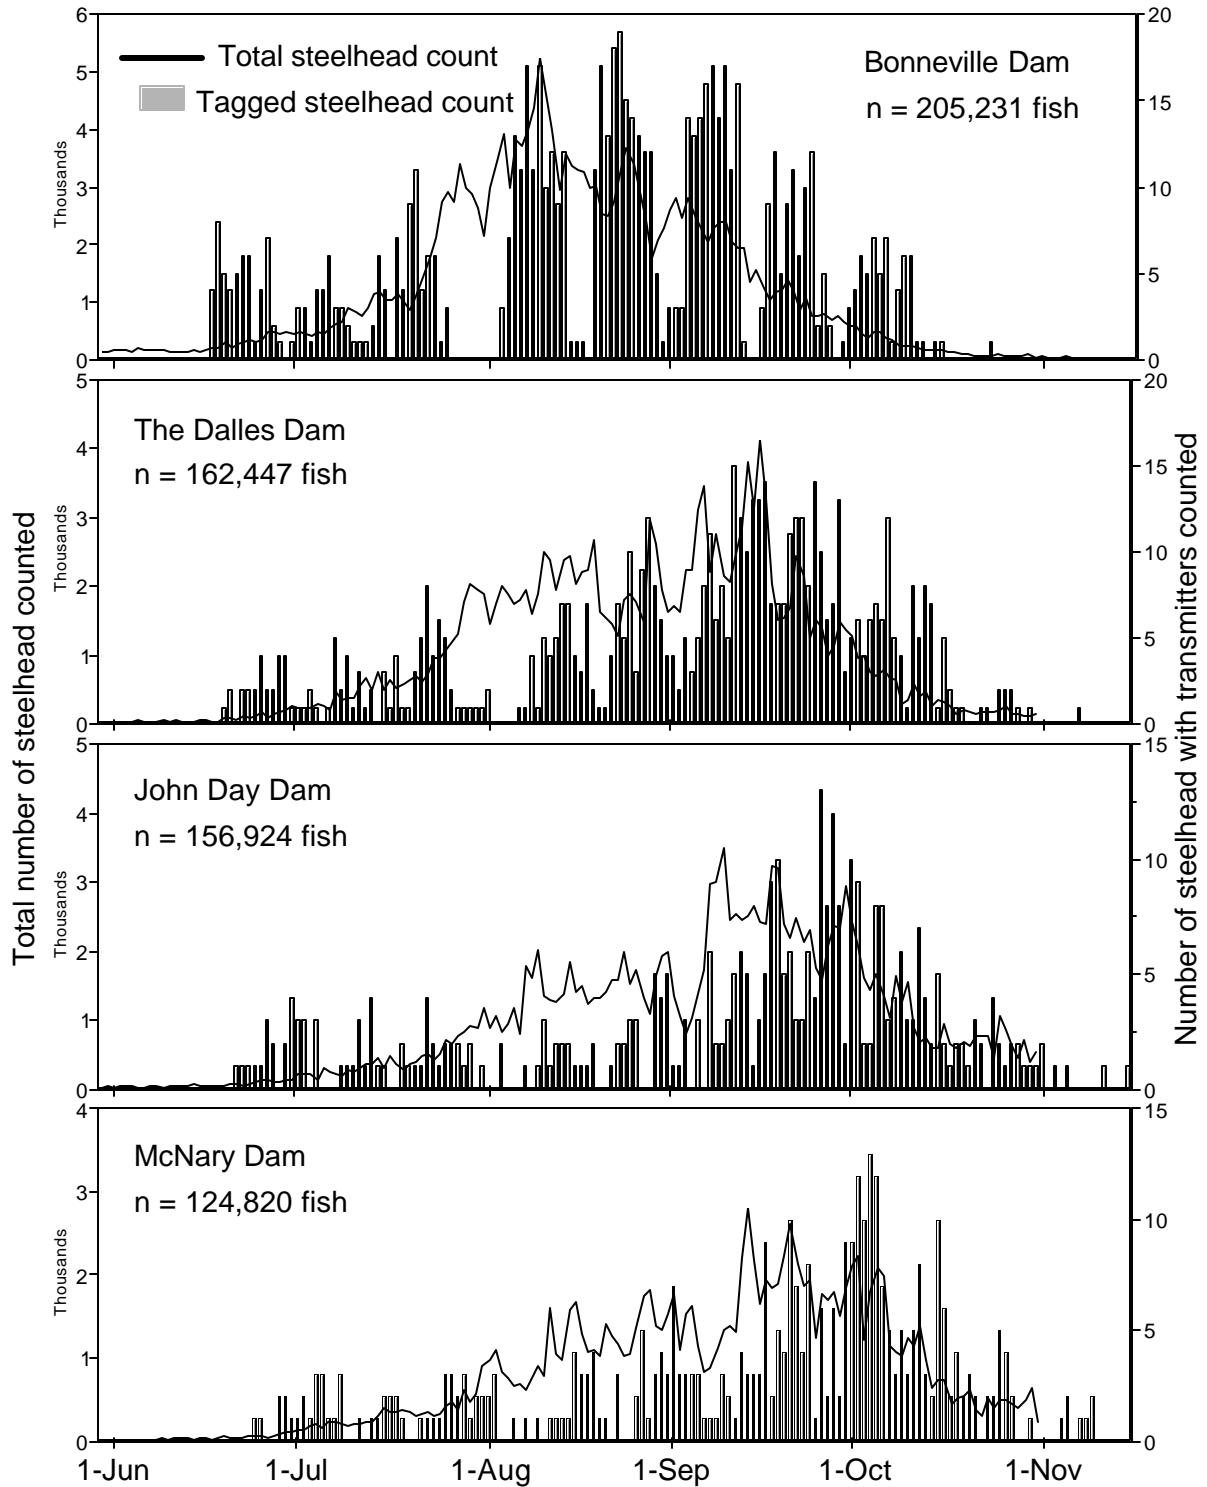 Total number of steelhead counted
Number of steelhead with transmitters counted
6
5
4
3
2
1
0
Thousands
Total steelhead count
Tagged steelhead count
Bonneville Dam
n = 205,231 fish
20
15
10
5
0
5
4
3
2
1
0
Thousands
The Dalles Dam
n = 162,447 fish
20
15
10
5
0
5
4
3
2
1
0
Thousands
John Day Dam
n = 156,924 fish
15
10
5
0
4
3
2
1
0
Thousands
McNary Dam
n = 124,820 fish
15
10
5
0
1-Jun 1-Jul 1-Aug 1-Sep 1-Oct 1-Nov